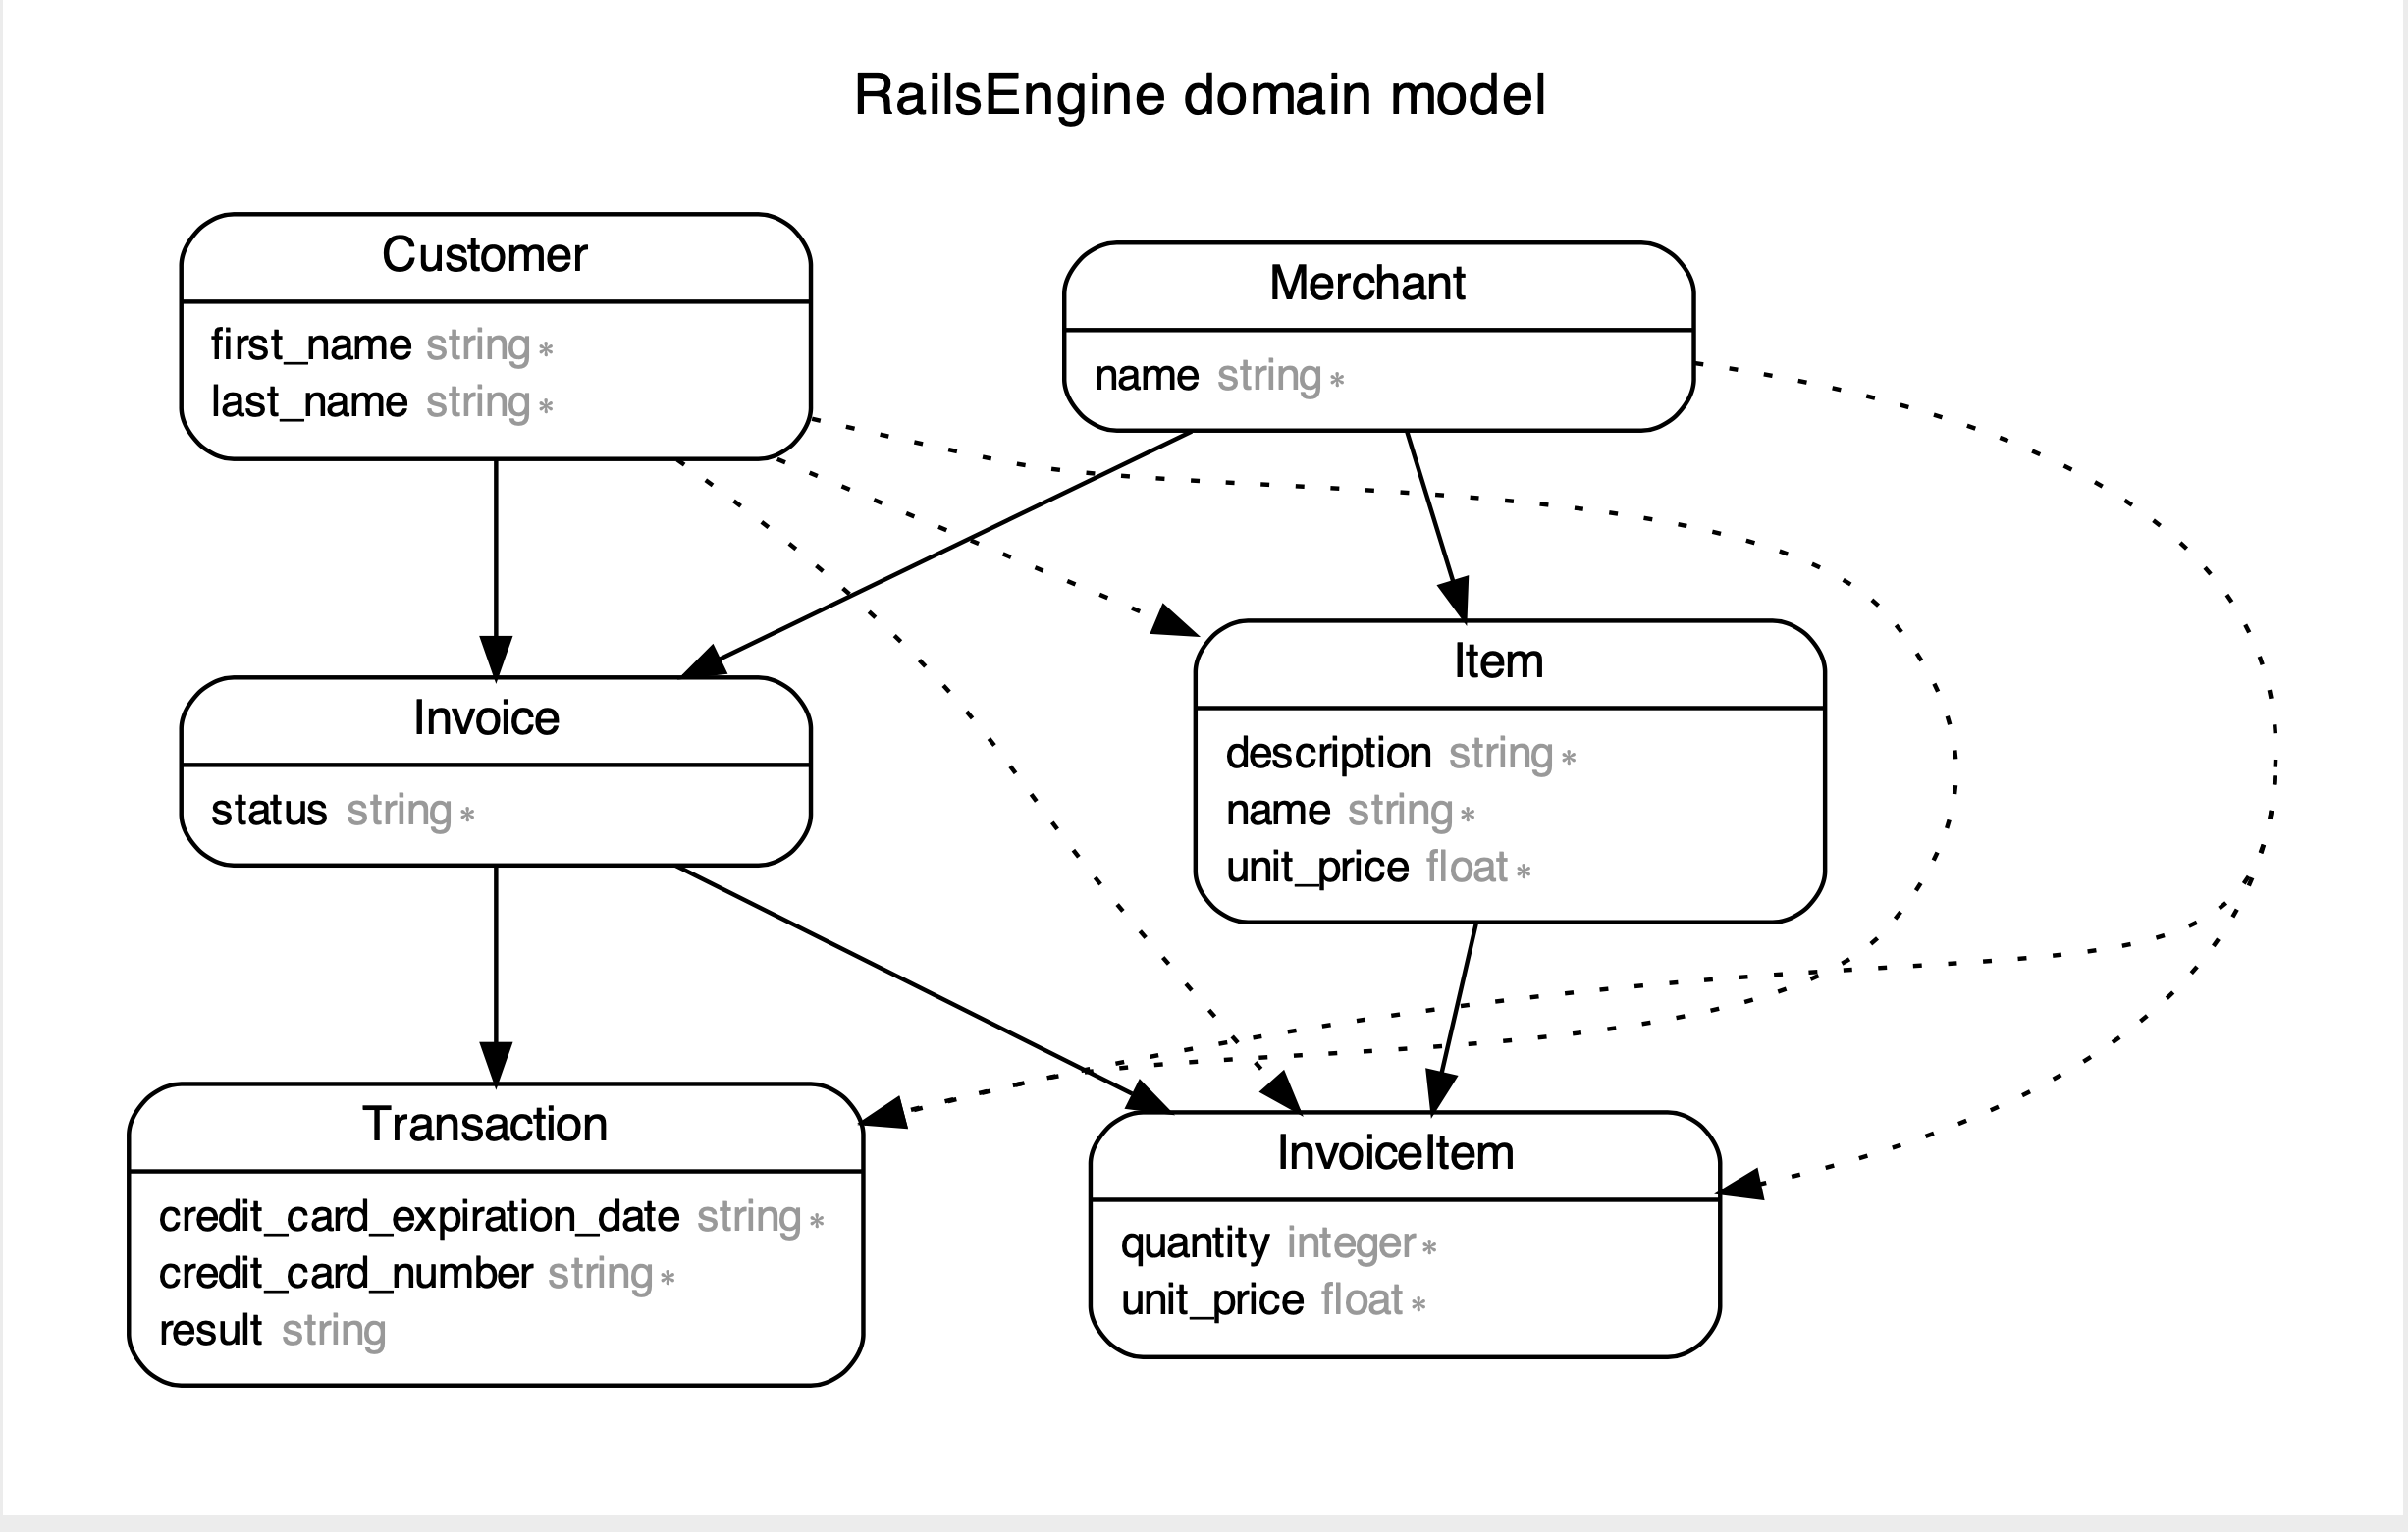 RailsEngine domain model
Customer
first_name string *
last_name string *
Merchant
name string *
Invoice
status string *
Item
description string *
name string *
unit_price float *
Transaction
credit_card_expiration_date string *
credit_card_number string *
result string
InvoiceItem
quantity integer *
unit_price float *